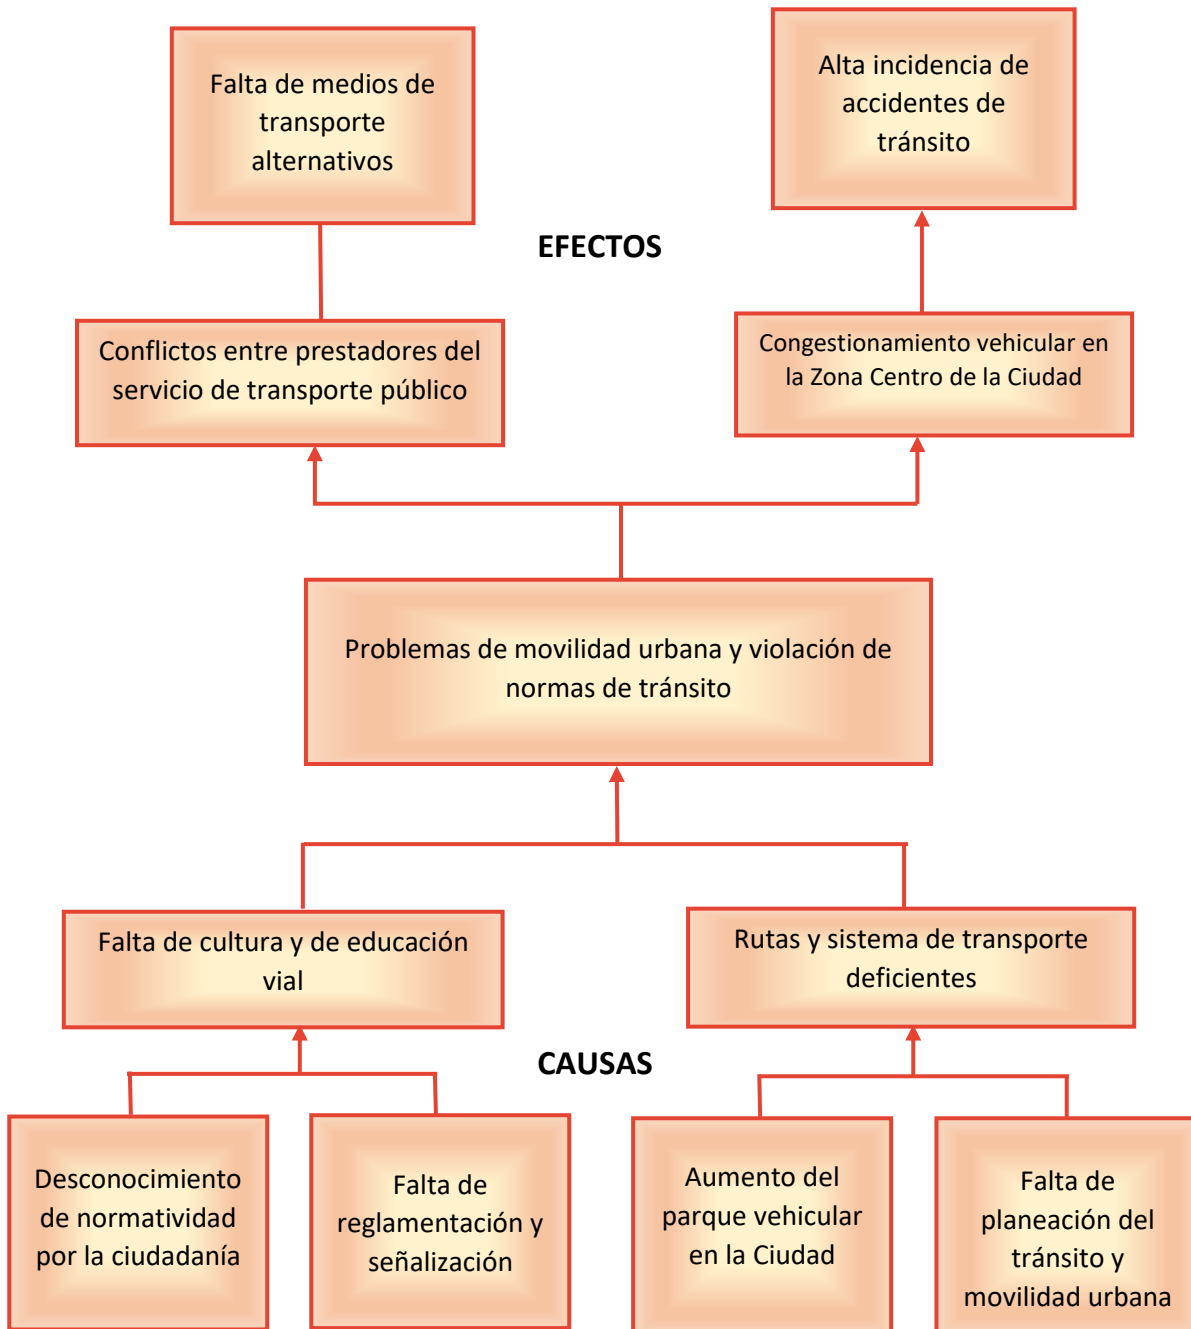 Falta de medios de
transporte
alternativos
Alta incidencia de
accidentes de
tránsito
EFECTOS
Conflictos entre prestadores del
servicio de transporte público
Congestionamiento vehicular en
la Zona Centro de la Ciudad
Problemas de movilidad urbana y violación de
normas de tránsito
Falta de cultura y de educación
vial
Rutas y sistema de transporte
deficientes
CAUSAS
Desconocimiento
de normatividad
por la ciudadanía
Falta de
reglamentación y
señalización
Aumento del
parque vehicular
en la Ciudad
Falta de
planeación del
tránsito y
movilidad urbana